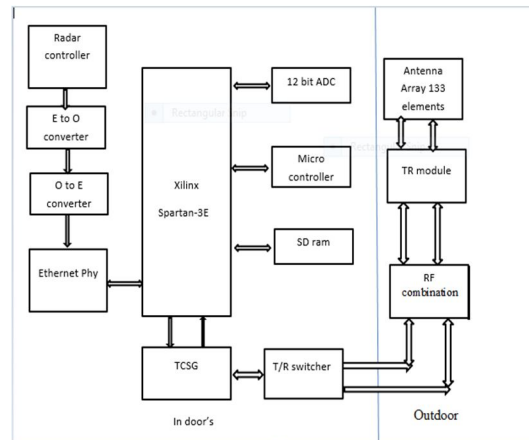 Radar
controller
E to O
converter
O to E
converter
Ethernet Phy
Xilinx
Spartan-3E
12 bit ADC
Micro
controller
SD ram
TCSG
T/R switcher
In door's
Antenna
Array 133
elements
TR module
RF
combination
Outdoor